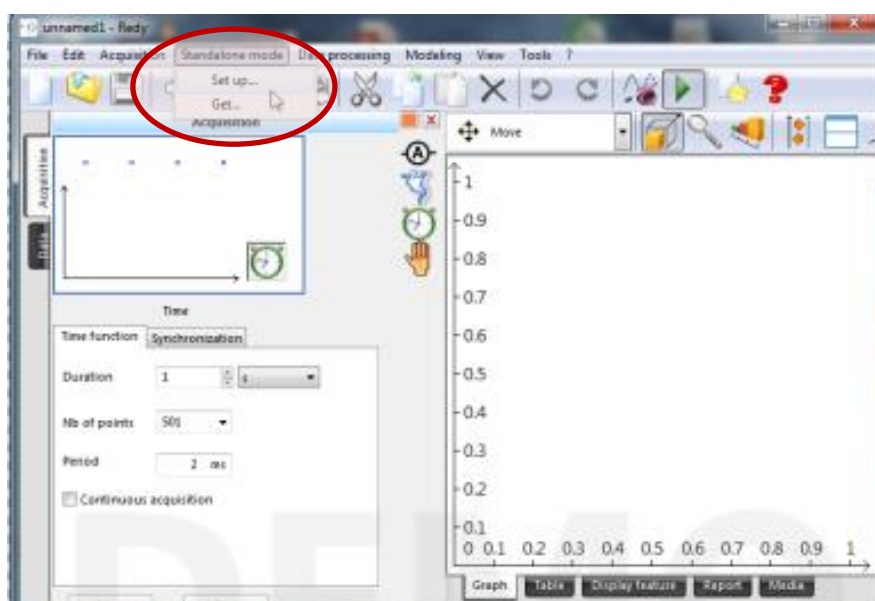 unnamed1 - Redy
File Edit Acquisition Standalone mode Data processing Modeling View Tools ?
Set up...
Get...
Acquisition
Move
Acquisition
A
Data
Time
Time function Synchronization
Duration 1 s
Nb of points 501
Period 2 ms
Continuous acquisition
1
0.9
0.8
0.7
0.6
0.5
0.4
0.3
0.2
0.1
0 0.1 0.2 0.3 0.4 0.5 0.6 0.7 0.8 0.9 1
Graph Table Display feature Report Media
DEMO